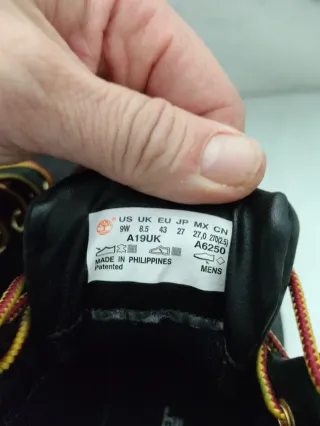 US UK EU JP MX CN
9W 8.5 43 27 27.0 270(2.5)
A19UK A6250
MADE IN PHILIPPINES
Patented MENS